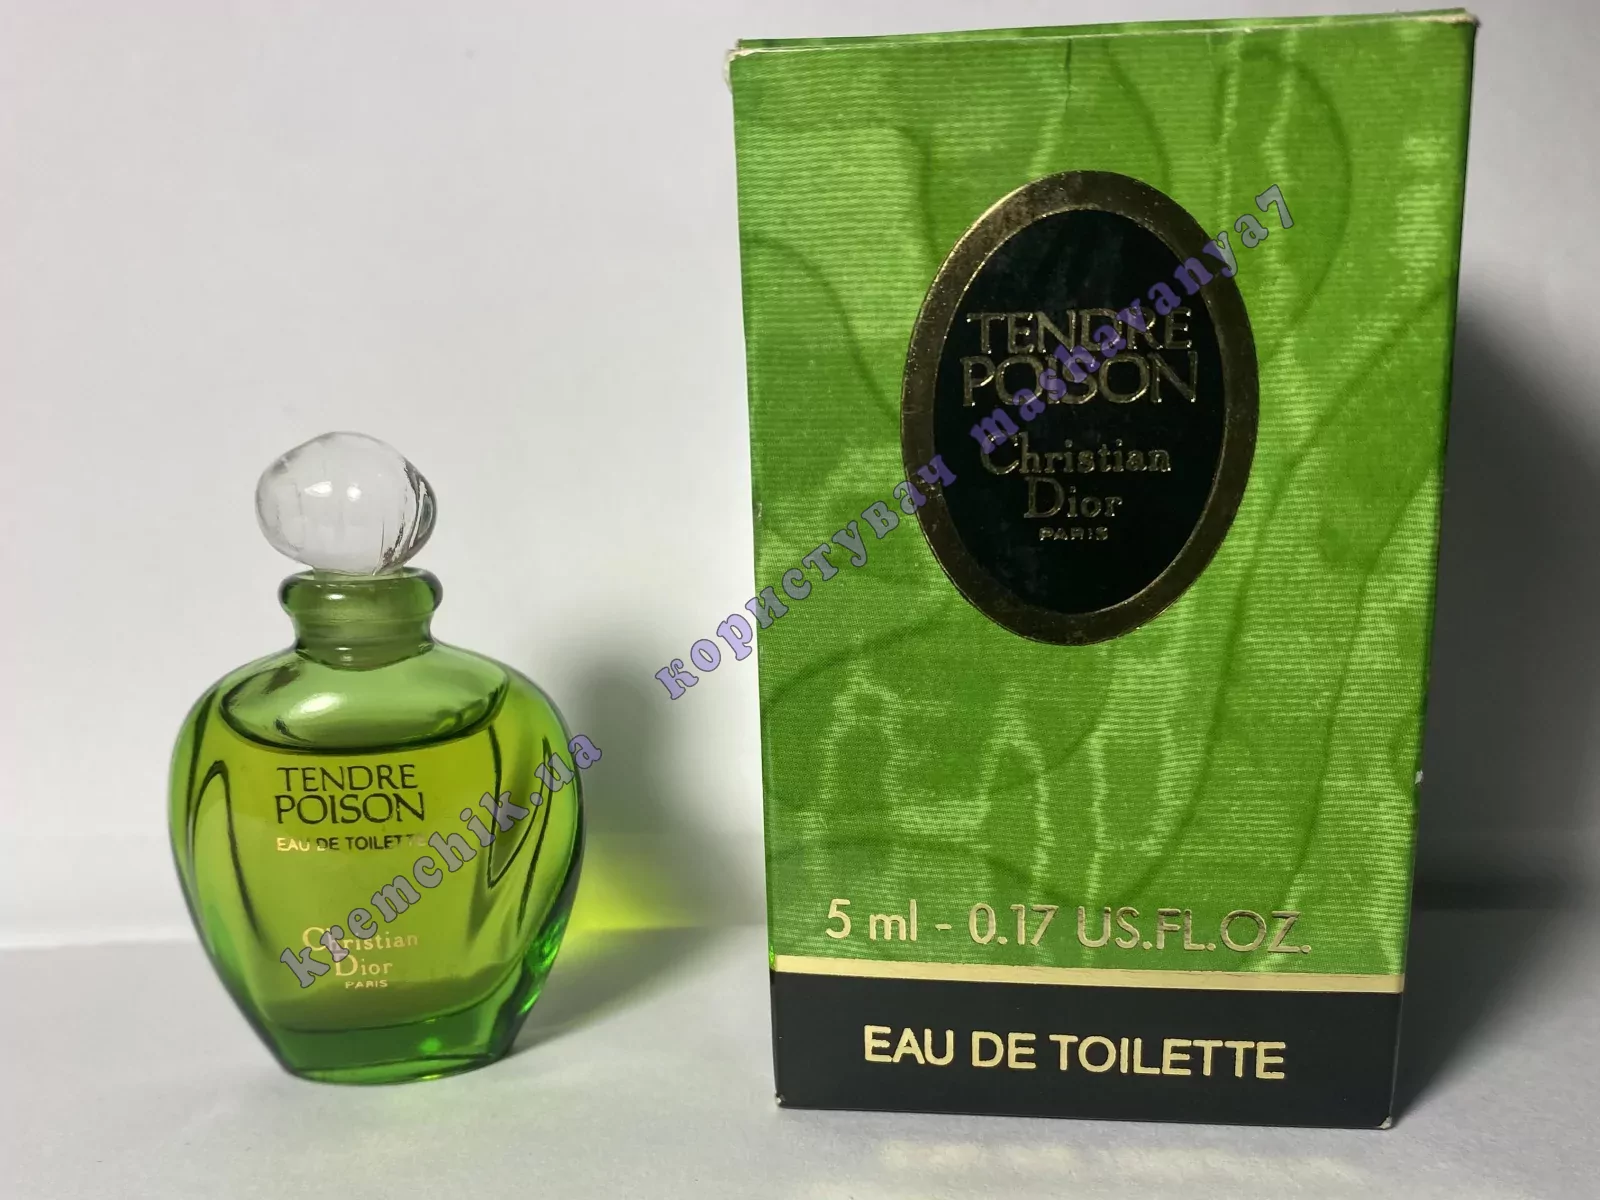 TENDRE
POISON
EAU DE TOILETTE
Christian
Dior
PARIS
TENDRE
POISON
Christian
Dior
PARIS
5 ml - 0.17 US.FL.OZ.
EAU DE TOILETTE
kremchik.ua користувач mashavanya7